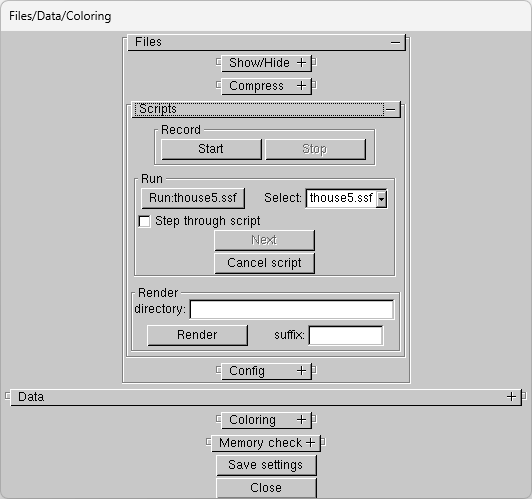 Files/Data/Coloring
Files −
Show/Hide +
Compress +
Scripts −
Record
Start Stop
Run
Run:thouse5.ssf Select: thouse5.ssf
Step through script
Next
Cancel script
Render
directory:
Render suffix:
Config +
Data +
Coloring +
Memory check +
Save settings
Close